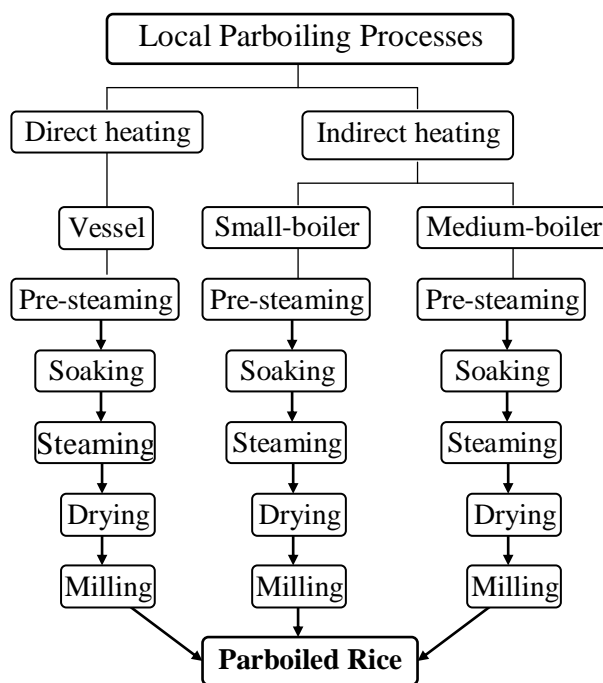 Local Parboiling Processes
Direct heating
Indirect heating
Vessel
Small-boiler
Medium-boiler
Pre-steaming
Pre-steaming
Pre-steaming
Soaking
Soaking
Soaking
Steaming
Steaming
Steaming
Drying
Drying
Drying
Milling
Milling
Milling
Parboiled Rice